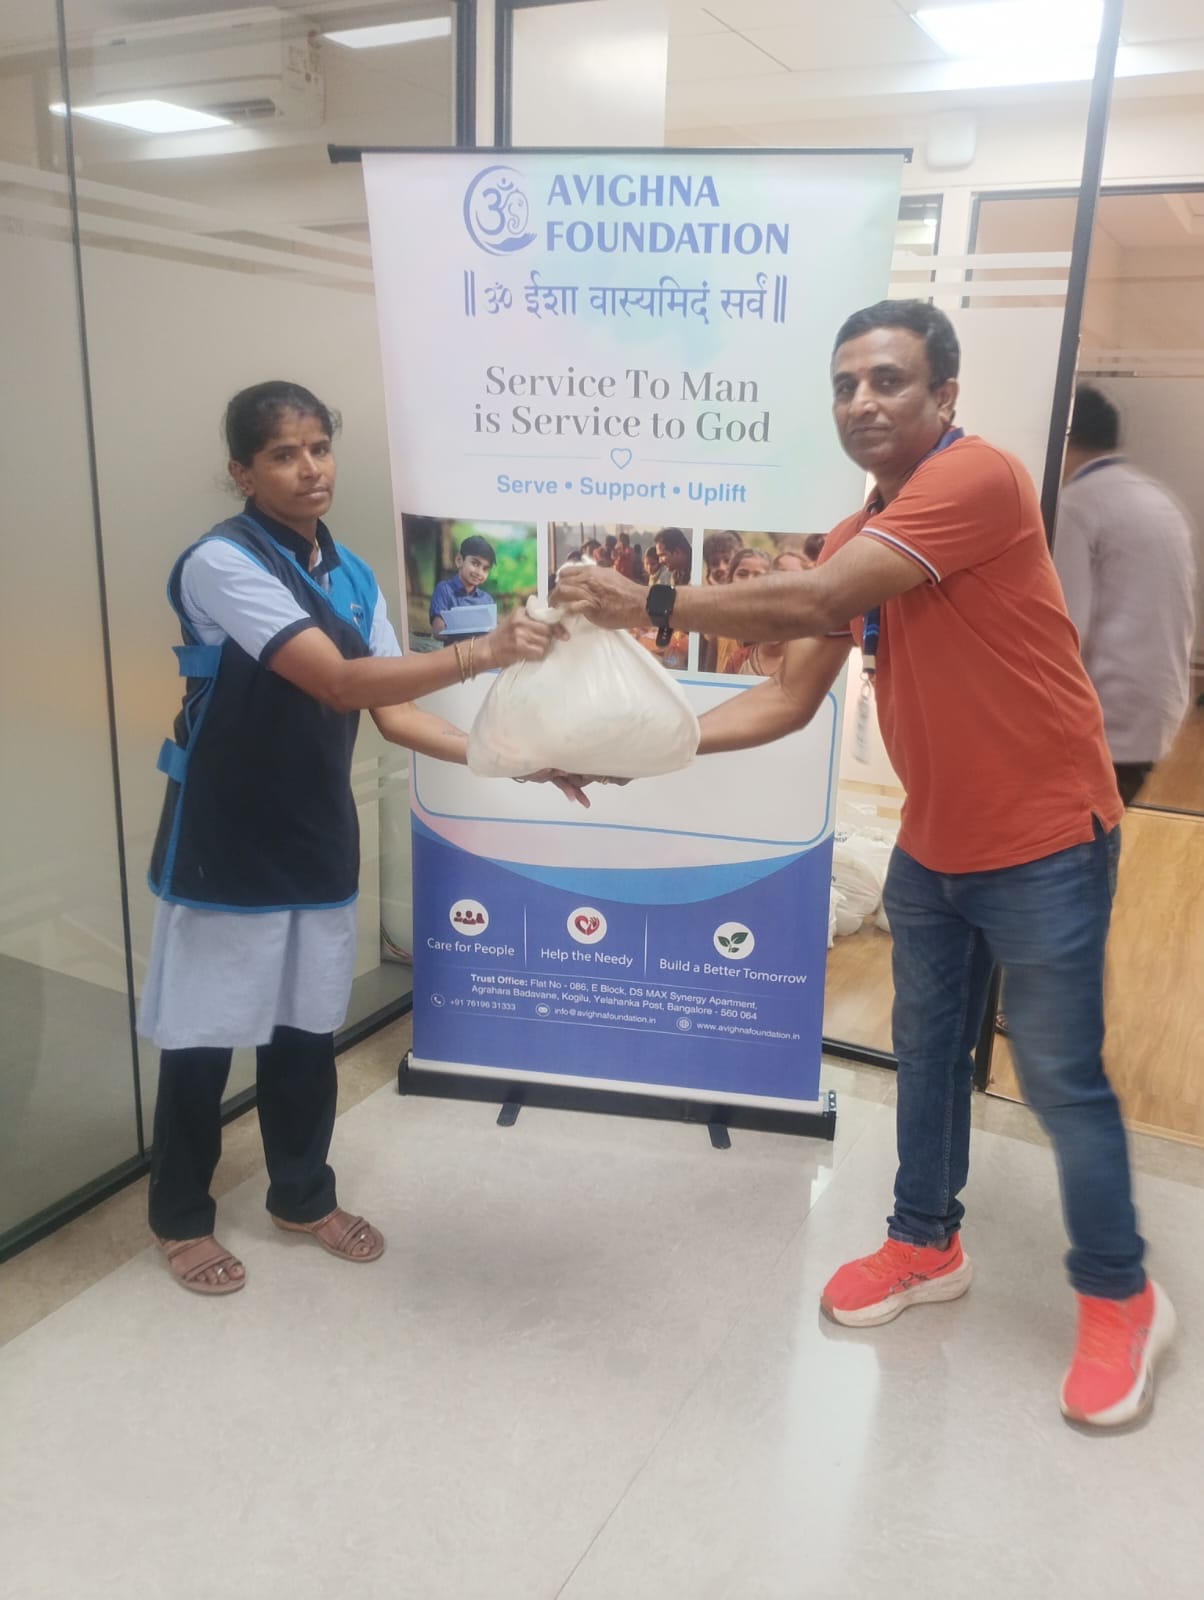 AVIGHNA
FOUNDATION
॥ ॐ ईशा वास्यमिदं सर्वं ॥
Service To Man
is Service to God
Serve • Support • Uplift
Care for People
Help the Needy
Build a Better Tomorrow
Trust Office: Flat No - 086, E Block, DS MAX Synergy Apartment,
Agrahara Badavane, Kogilu, Yelahanka Post, Bangalore - 560 064
+91 76196 31333
info@avighnafoundation.in
www.avighnafoundation.in